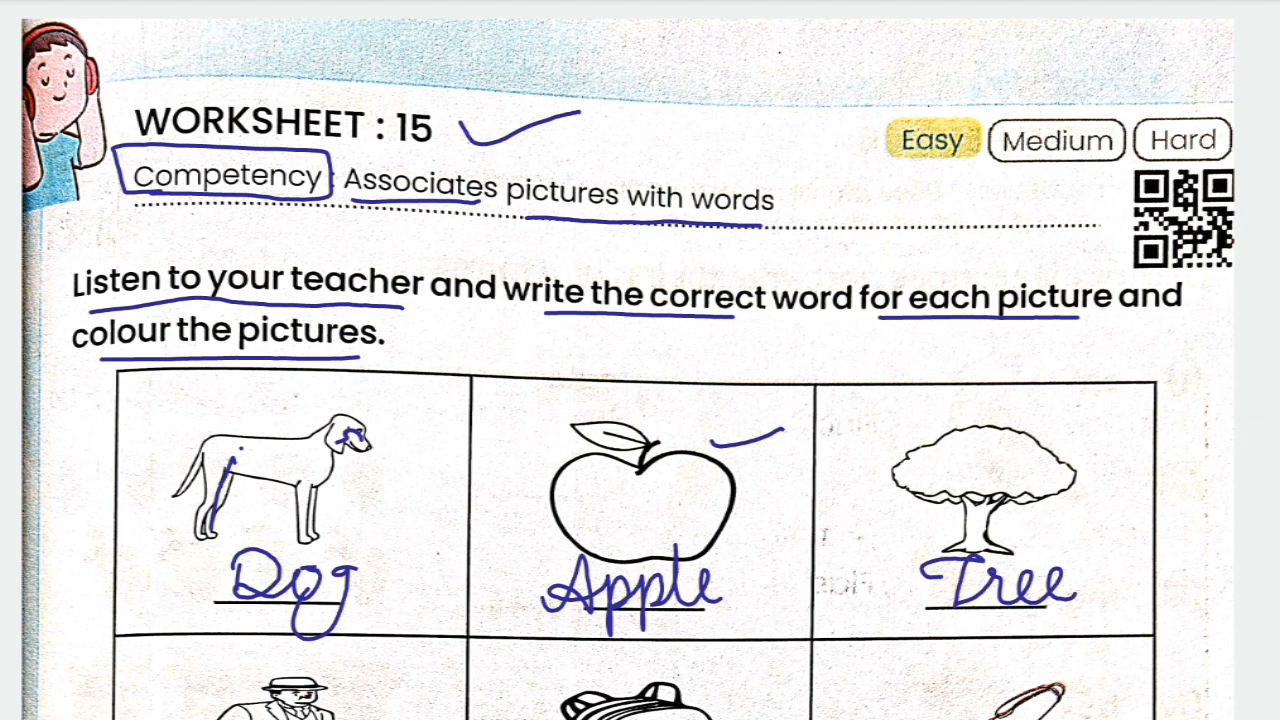 WORKSHEET : 15
Easy Medium Hard
Competency : Associates pictures with words
Listen to your teacher and write the correct word for each picture and
colour the pictures.
Dog Apple Tree